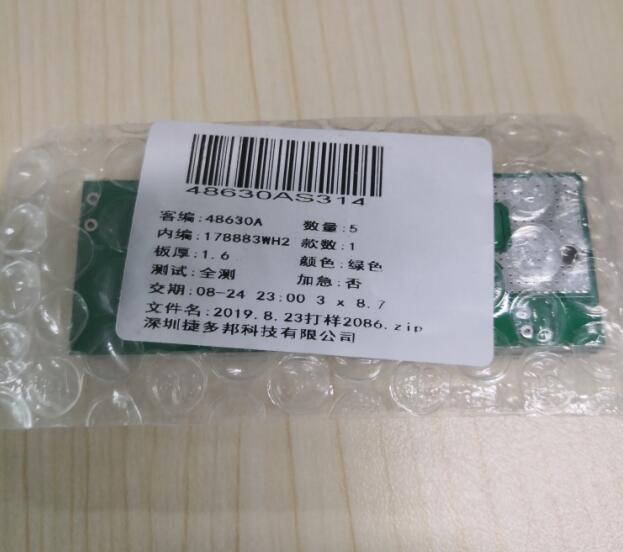 48630AS314
客编:48630A 数量:5
内编:178883WH2 款数:1
板厚:1.6 颜色:绿色
测试:全测 加急:否
交期:08-24 23:00 3 x 8.7
文件名:2019.8.23打样2086.zip
深圳捷多邦科技有限公司